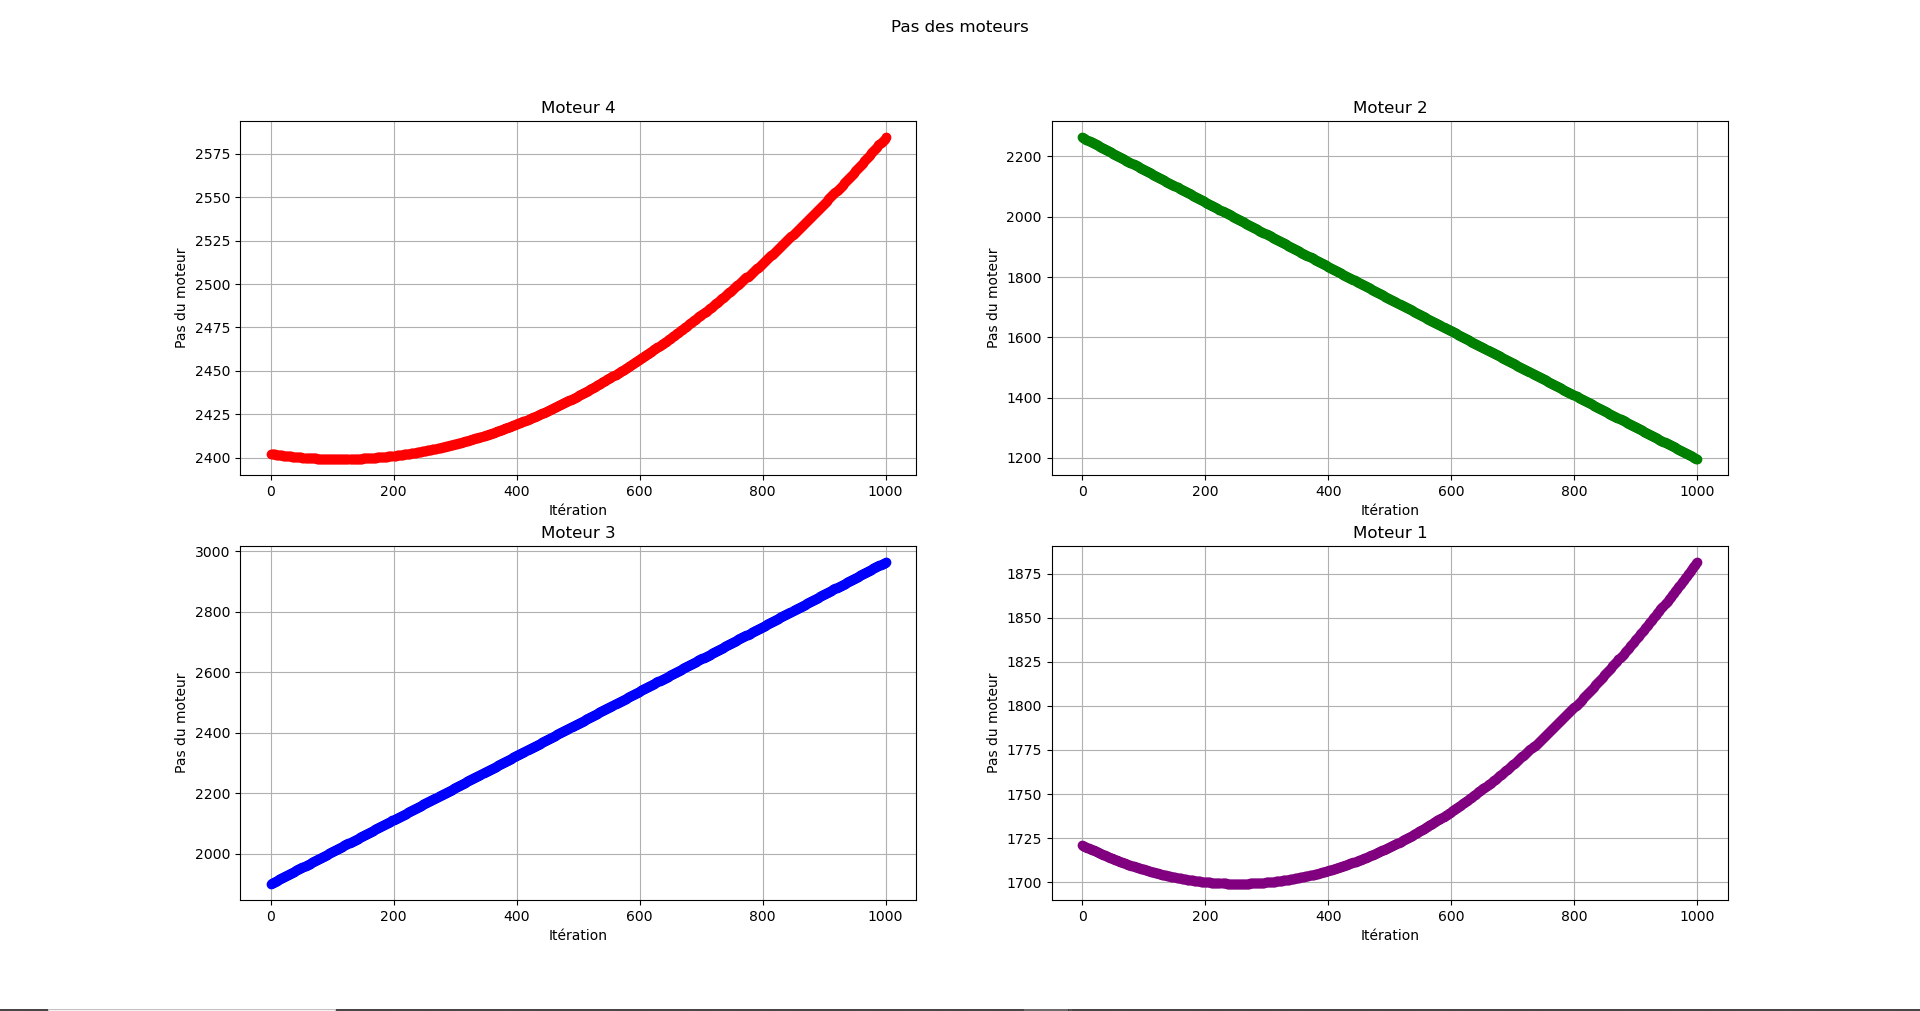 Pas des moteurs
Moteur 4
2575
2550
2525
2500
2475
2450
2425
2400
Pas du moteur
0 200 400 600 800 1000
Itération
Moteur 2
2200
2000
1800
1600
1400
1200
Pas du moteur
0 200 400 600 800 1000
Itération
Moteur 3
3000
2800
2600
2400
2200
2000
Pas du moteur
0 200 400 600 800 1000
Itération
Moteur 1
1875
1850
1825
1800
1775
1750
1725
1700
Pas du moteur
0 200 400 600 800 1000
Itération